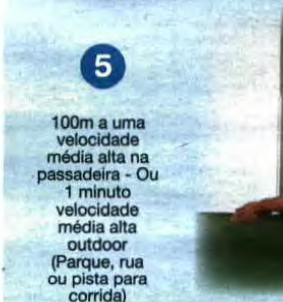 5
100m a uma
velocidade
média alta na
passadeira - Ou
1 minuto
velocidade
média alta
outdoor
(Parque, rua
ou pista para
corrida)